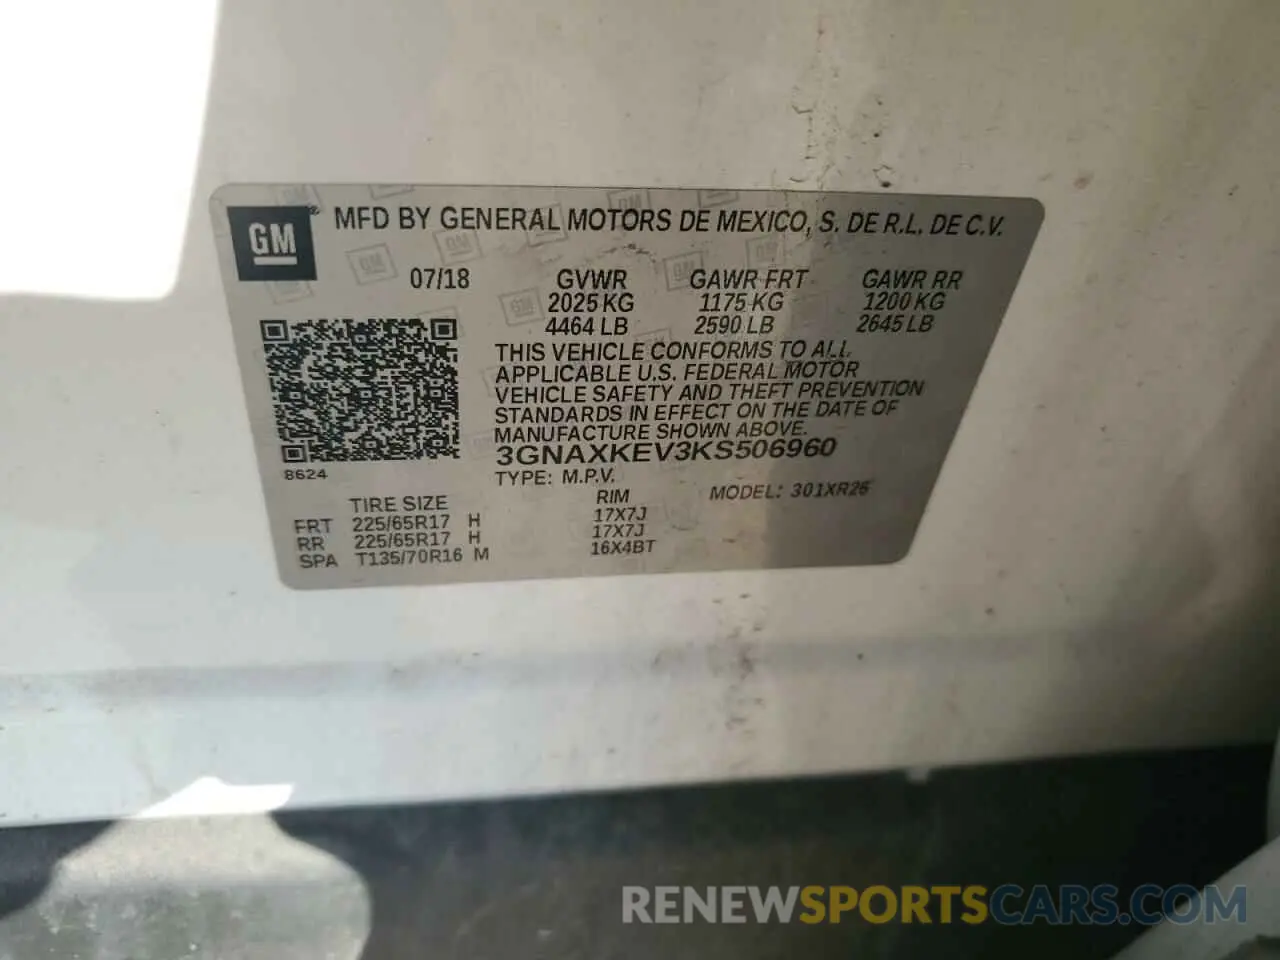 GM
MFD BY GENERAL MOTORS DE MEXICO, S. DE R.L. DE C.V.
07/18 GVWR GAWR FRT GAWR RR
2025 KG 1175 KG 1200 KG
4464 LB 2590 LB 2645 LB
THIS VEHICLE CONFORMS TO ALL
APPLICABLE U.S. FEDERAL MOTOR
VEHICLE SAFETY AND THEFT PREVENTION
STANDARDS IN EFFECT ON THE DATE OF
MANUFACTURE SHOWN ABOVE.
3GNAXKEV3KS506960
8624
TYPE: M.P.V. MODEL: 301XR26
TIRE SIZE RIM
FRT 225/65R17 H 17X7J
RR 225/65R17 H 17X7J
SPA T135/70R16 M 16X4BT
RENEWSPORTSCARS.COM